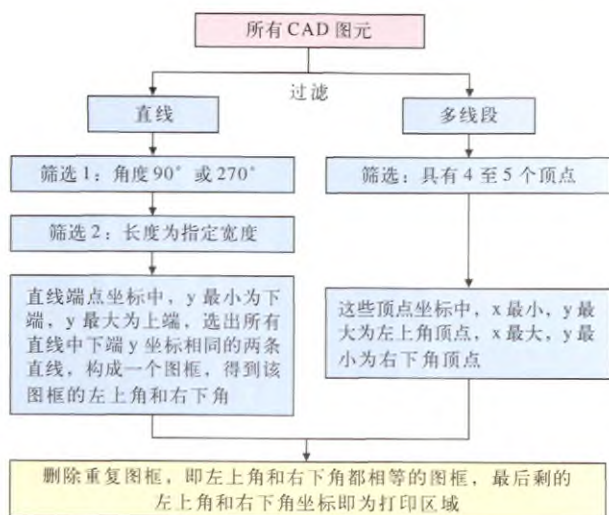 所有CAD图元
过滤
直线
多线段
筛选1：角度90°或270°
筛选：具有4至5个顶点
筛选2：长度为指定宽度
直线端点坐标中，y最小为下
端，y最大为上端，选出所有
直线中下端y坐标相同的两条
直线，构成一个图框，得到该
图框的左上角和右下角
这些顶点坐标中，x最小，y最
大为左上角顶点，x最大，y最
小为右下角顶点
删除重复图框，即左上角和右下角都相等的图框，最后剩的
左上角和右下角坐标即为打印区域